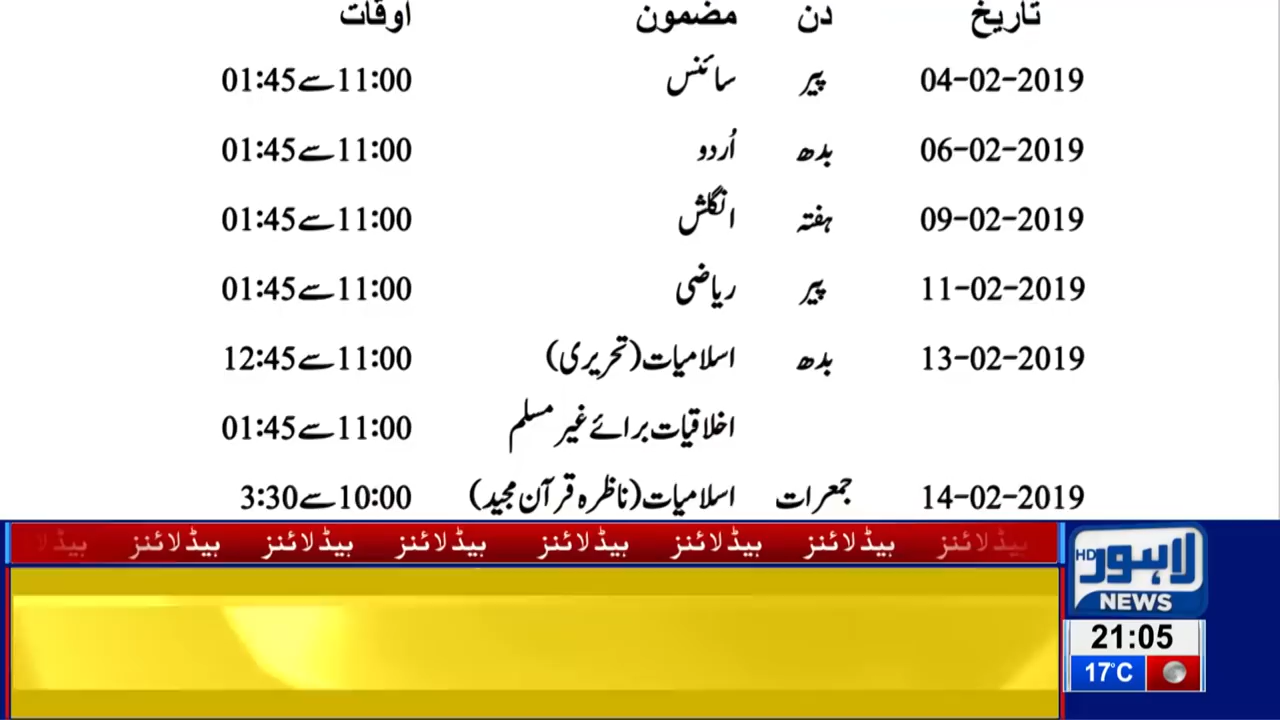 تاریخ دن مضمون اوقات
04-02-2019 پیر سائنس 11:00 سے 01:45
06-02-2019 بدھ اُردو 11:00 سے 01:45
09-02-2019 ہفتہ انگلش 11:00 سے 01:45
11-02-2019 پیر ریاضی 11:00 سے 01:45
13-02-2019 بدھ اسلامیات (تحریری) 11:00 سے 12:45
اخلاقیات برائے غیر مسلم 11:00 سے 01:45
14-02-2019 جمعرات اسلامیات (ناظرہ قرآن مجید) 10:00 سے 3:30
ہیڈلائنز ہیڈلائنز ہیڈلائنز ہیڈلائنز ہیڈلائنز ہیڈلائنز ہیڈلائنز ہیڈلا
لاہور HD
NEWS
21:05
17°C